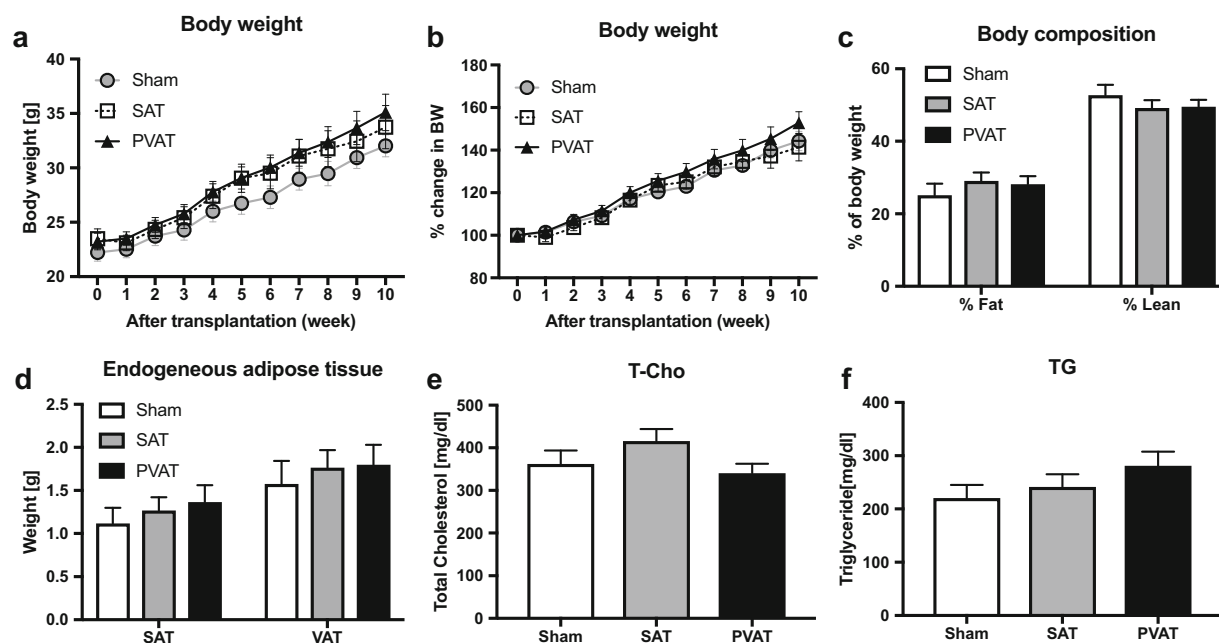 a
Body weight
Body weight [g]
40
35
30
25
20
Sham
SAT
PVAT
0 1 2 3 4 5 6 7 8 9 10
After transplantation (week)
b
Body weight
% change in BW
180
160
140
120
100
80
Sham
SAT
PVAT
0 1 2 3 4 5 6 7 8 9 10
After transplantation (week)
c
Body composition
% of body weight
60
40
20
0
Sham
SAT
PVAT
% Fat % Lean
d
Endogeneous adipose tissue
Weight [g]
2.5
2.0
1.5
1.0
0.5
0.0
Sham
SAT
PVAT
SAT VAT
e
T-Cho
Total Cholesterol [mg/dl]
500
400
300
200
100
0
Sham SAT PVAT
f
TG
Triglyceride[mg/dl]
400
300
200
100
0
Sham SAT PVAT